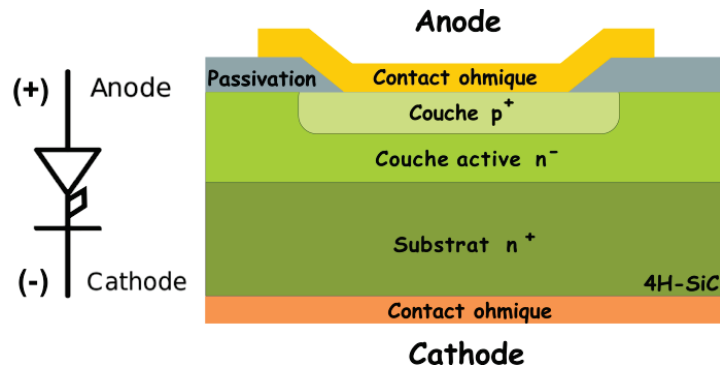 Anode
(+) Anode
Passivation
Contact ohmique
Couche p⁺
Couche active n⁻
Substrat n⁺
4H-SiC
(-) Cathode
Contact ohmique
Cathode